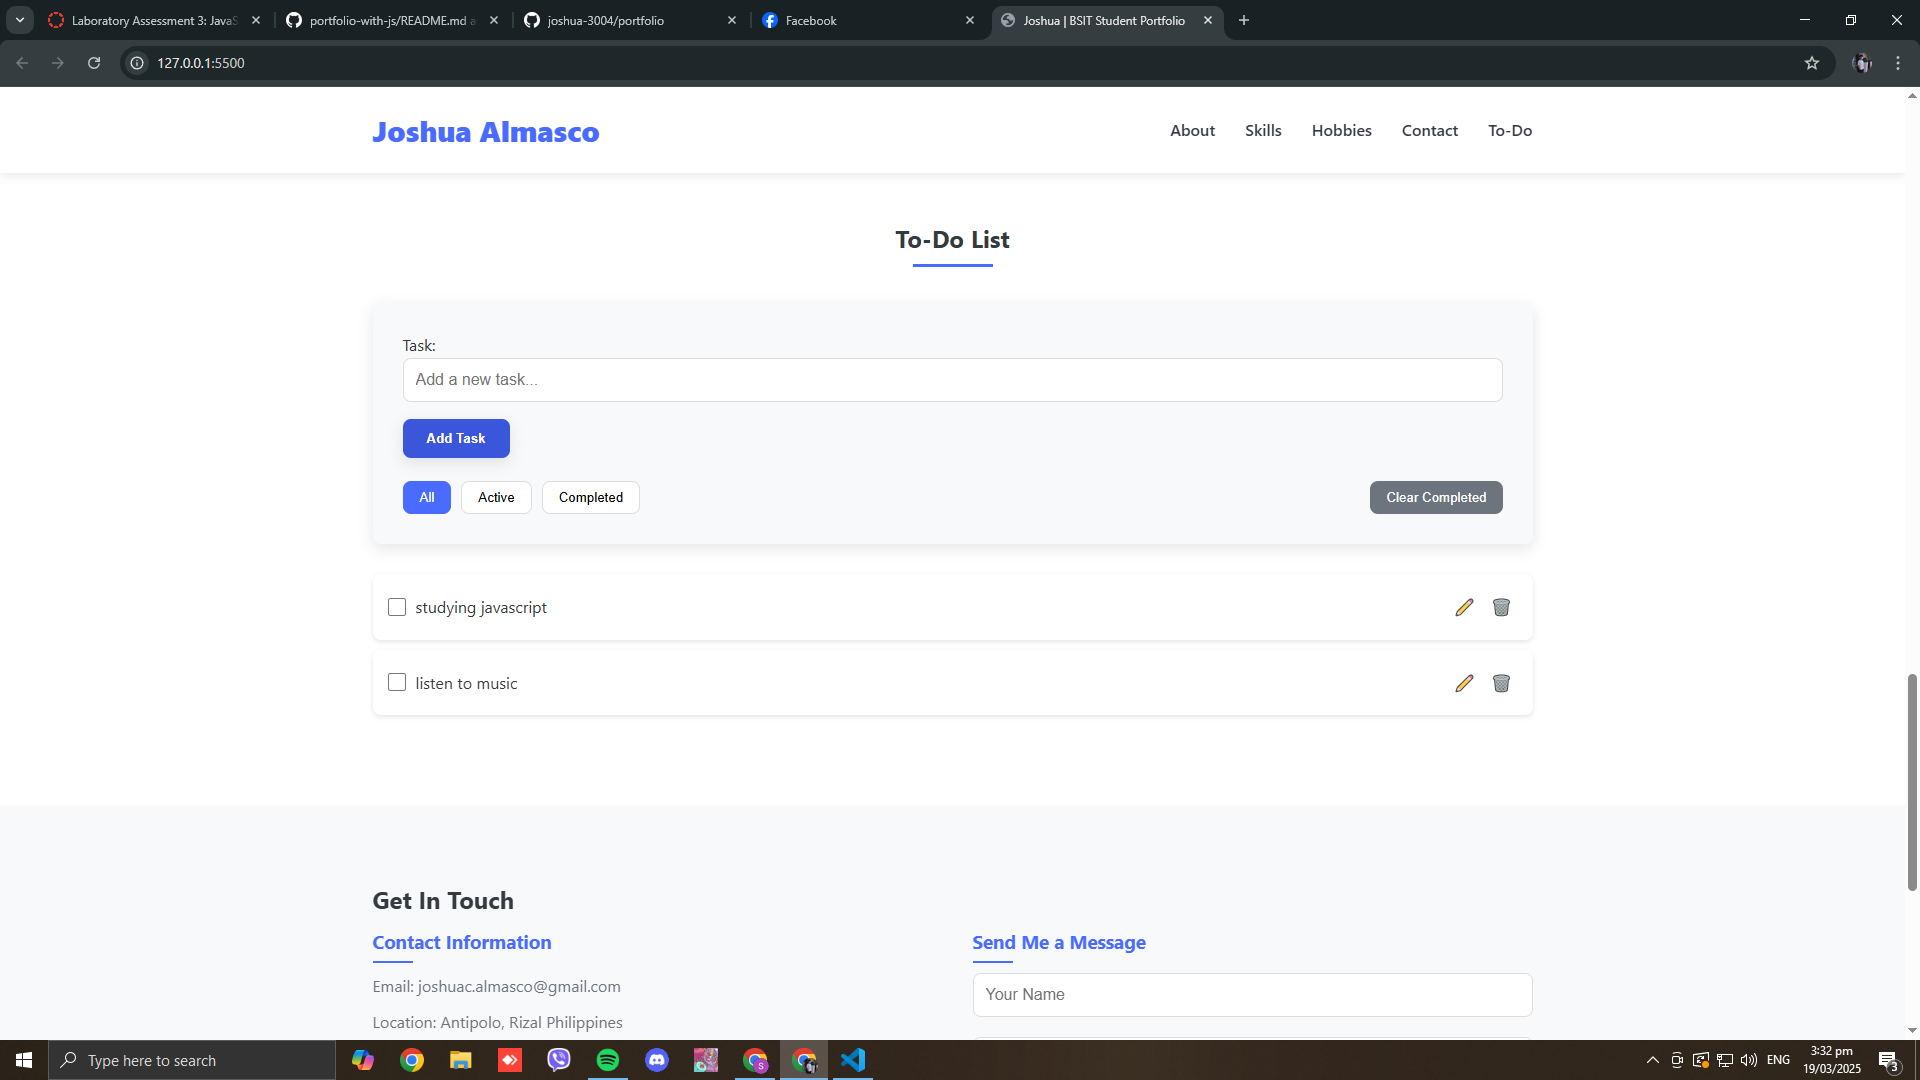 Laboratory Assessment 3: JavaS
portfolio-with-js/README.md a
joshua-3004/portfolio
Facebook
Joshua | BSIT Student Portfolio
127.0.0.1:5500
Joshua Almasco
About
Skills
Hobbies
Contact
To-Do
To-Do List
Task:
Add a new task...
Add Task
All
Active
Completed
Clear Completed
studying javascript
listen to music
Get In Touch
Contact Information
Send Me a Message
Email: joshuac.almasco@gmail.com
Your Name
Location: Antipolo, Rizal Philippines
Type here to search
S
ENG
3:32 pm
19/03/2025
3